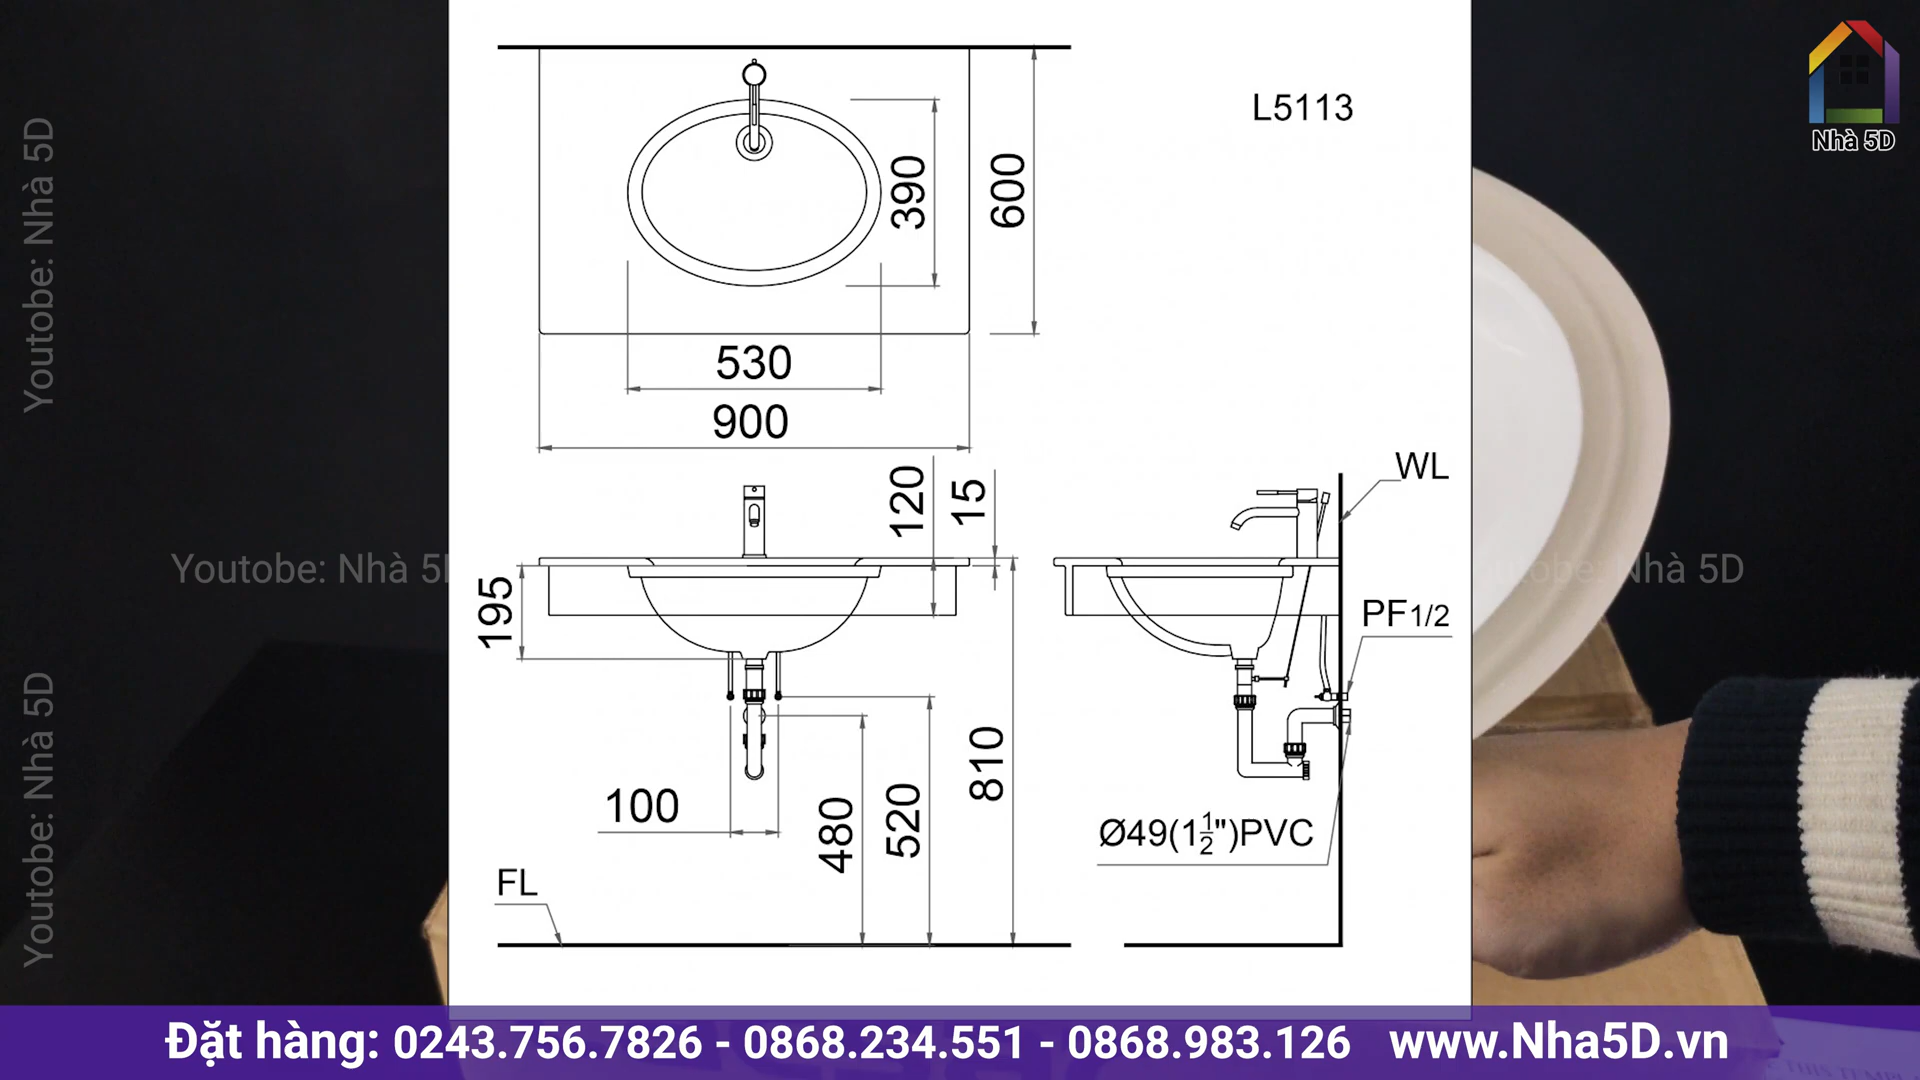 L5113
Nhà 5D
390
600
530
900
120
15
195
WL
PF1/2
100
480
520
810
Ø49(1½")PVC
FL
Youtobe: Nhà 5D
Youtobe: Nhà 5
Nhà 5D
Youtobe: Nhà 5D
Đặt hàng: 0243.756.7826 - 0868.234.551 - 0868.983.126 www.Nha5D.vn